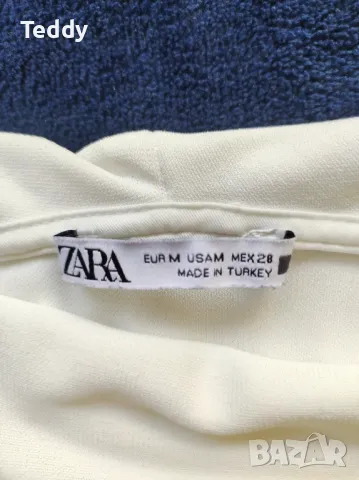 Teddy
ZARA
EUR M USA M MEX 28
MADE IN TURKEY
BAZAR